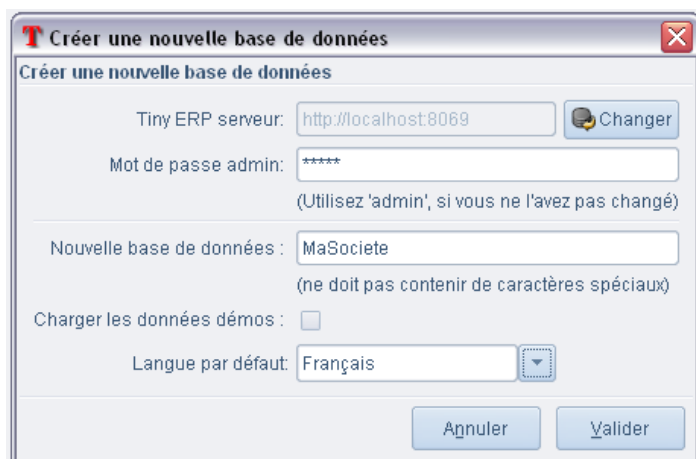 T Créer une nouvelle base de données
Créer une nouvelle base de données
Tiny ERP serveur: http://localhost:8069 Changer
Mot de passe admin: *****
(Utilisez 'admin', si vous ne l'avez pas changé)
Nouvelle base de données : MaSociete
(ne doit pas contenir de caractères spéciaux)
Charger les données démos :
Langue par défaut: Français
Annuler Valider